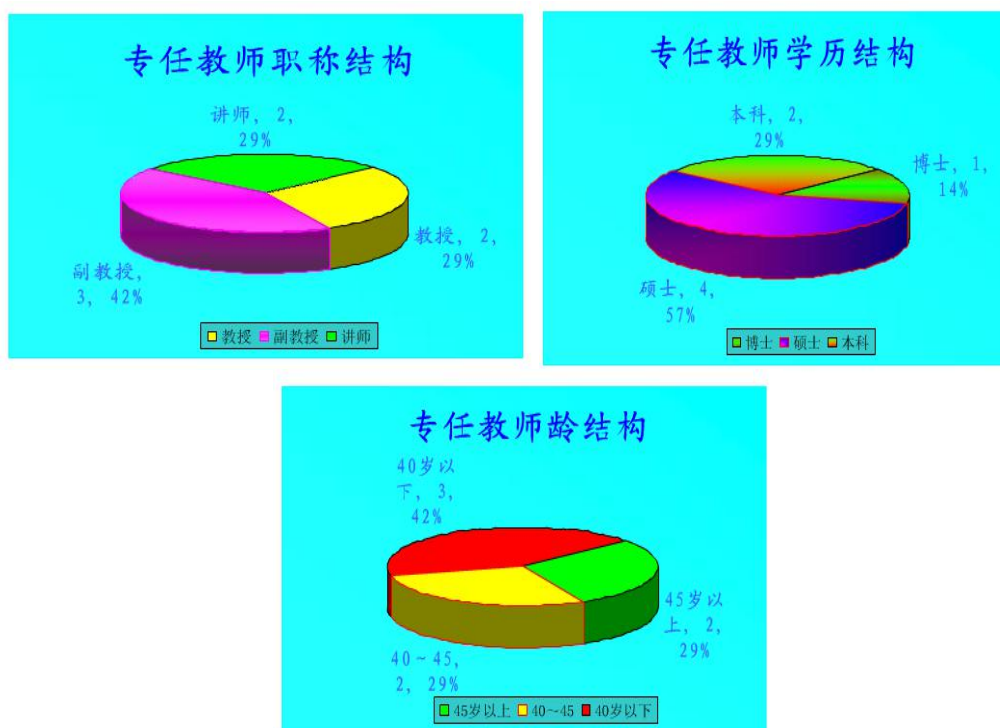 专任教师职称结构
讲师, 2,
29%
教授, 2,
29%
副教授,
3, 42%
教授 副教授 讲师
专任教师学历结构
本科, 2,
29%
博士, 1,
14%
硕士, 4,
57%
博士 硕士 本科
专任教师龄结构
40岁以
下, 3,
42%
45岁以
上, 2,
29%
40～45,
2, 29%
45岁以上 40～45 40岁以下